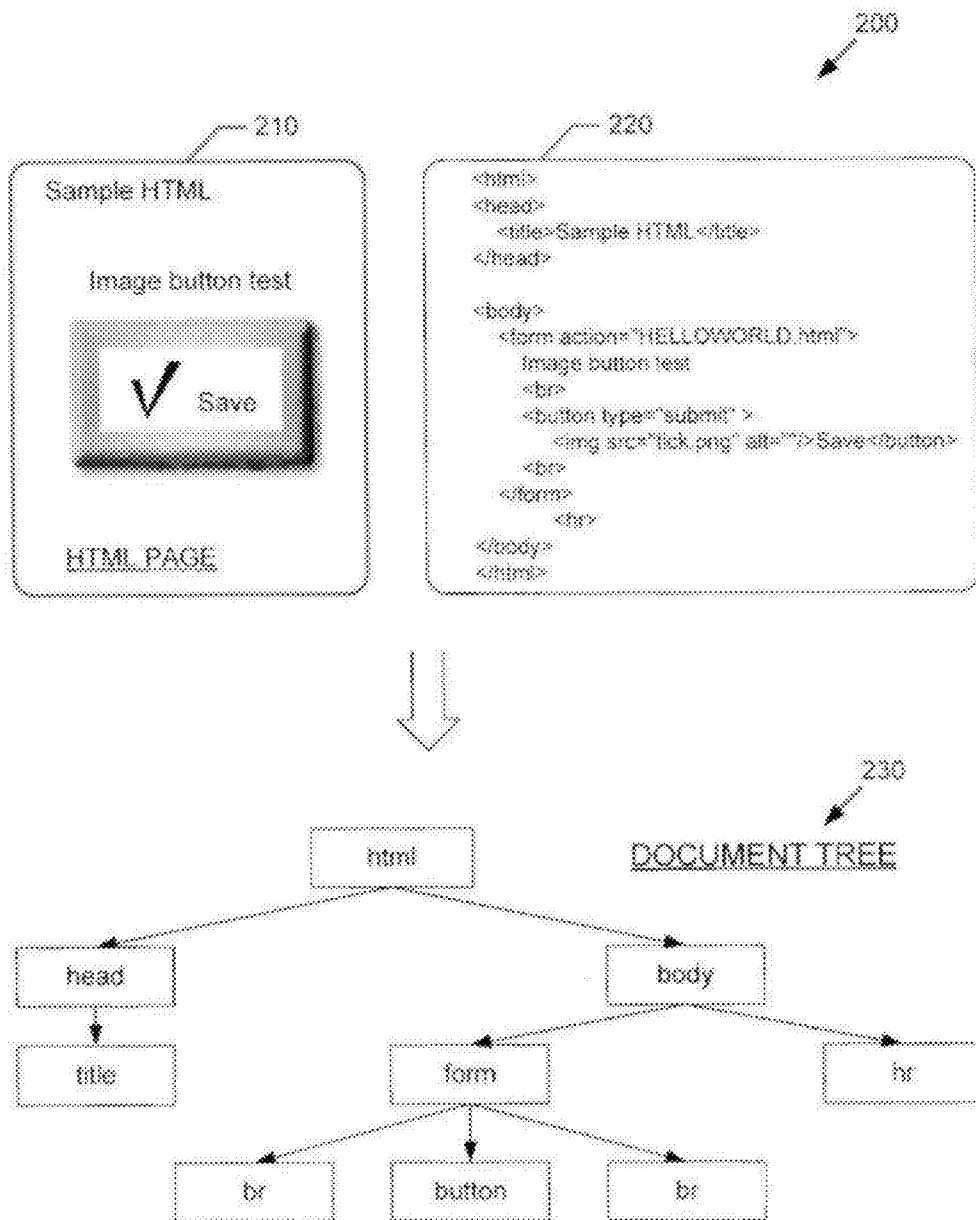 200
210
220
Sample HTML
Image button test
Save
HTML PAGE
<html>
<head>
<title>Sample HTML</title>
</head>
<body>
<form action="HELLOWORLD.html">
Image button test
<br>
<button type="submit" >
<img src="tick.png" alt=""/>Save</button>
<br>
</form>
<hr>
</body>
</html>
230
DOCUMENT TREE
html
head
body
title
form
hr
br
button
br